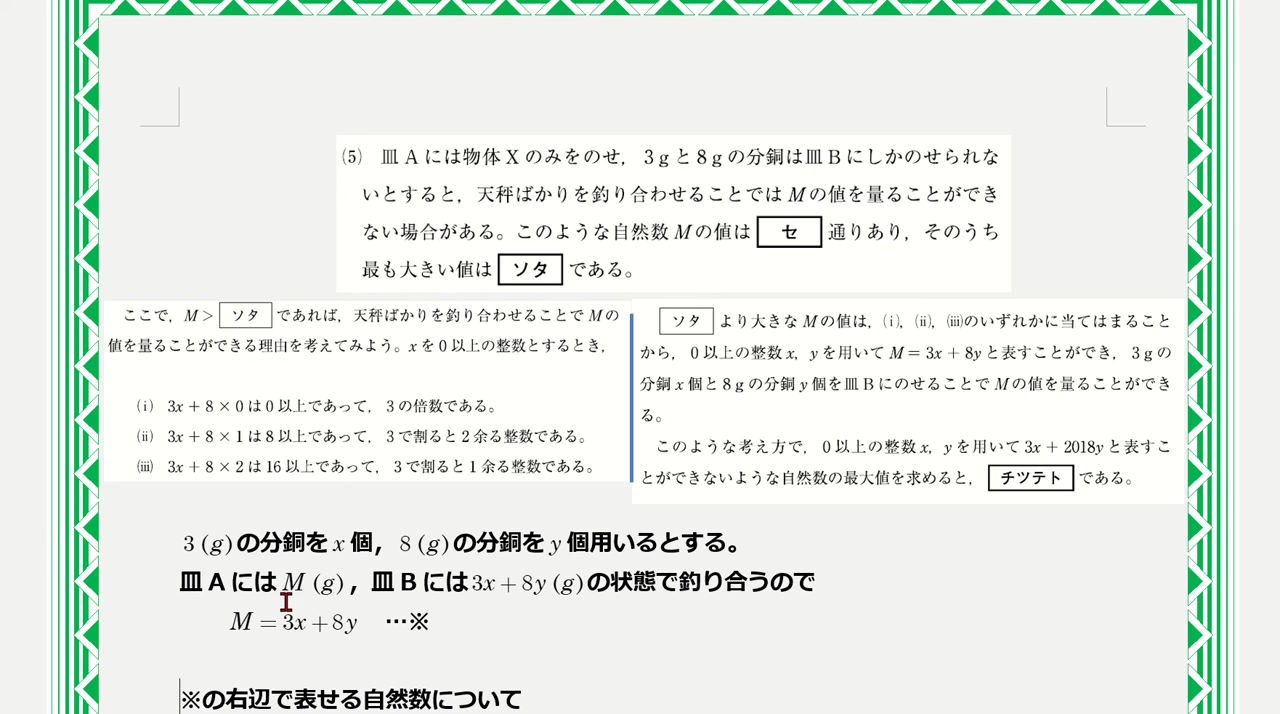 (5) 皿Aには物体Xのみをのせ，3gと8gの分銅は皿Bにしかのせられな
いとすると，天秤ばかりを釣り合わせることではMの値を量ることができ
ない場合がある。このような自然数Mの値は セ 通りあり，そのうち
最も大きい値は ソタ である。
ここで，M＞ ソタ であれば，天秤ばかりを釣り合わせることでMの
値を量ることができる理由を考えてみよう。xを0以上の整数とするとき，
(i) 3x＋8×0は0以上であって，3の倍数である。
(ii) 3x＋8×1は8以上であって，3で割ると2余る整数である。
(iii) 3x＋8×2は16以上であって，3で割ると1余る整数である。
ソタ より大きなMの値は，(i)，(ii)，(iii)のいずれかに当てはまること
から，0以上の整数x，yを用いてM＝3x＋8yと表すことができ，3gの
分銅x個と8gの分銅y個を皿BにのせることでMの値を量ることができ
る。
このような考え方で，0以上の整数x，yを用いて3x＋2018yと表すこ
とができないような自然数の最大値を求めると， チツテト である。
3 (g)の分銅をx個，8 (g)の分銅をy個用いるとする。
皿AにはM (g)，皿Bには3x＋8y (g)の状態で釣り合うので
M＝3x＋8y …※
※の右辺で表せる自然数について